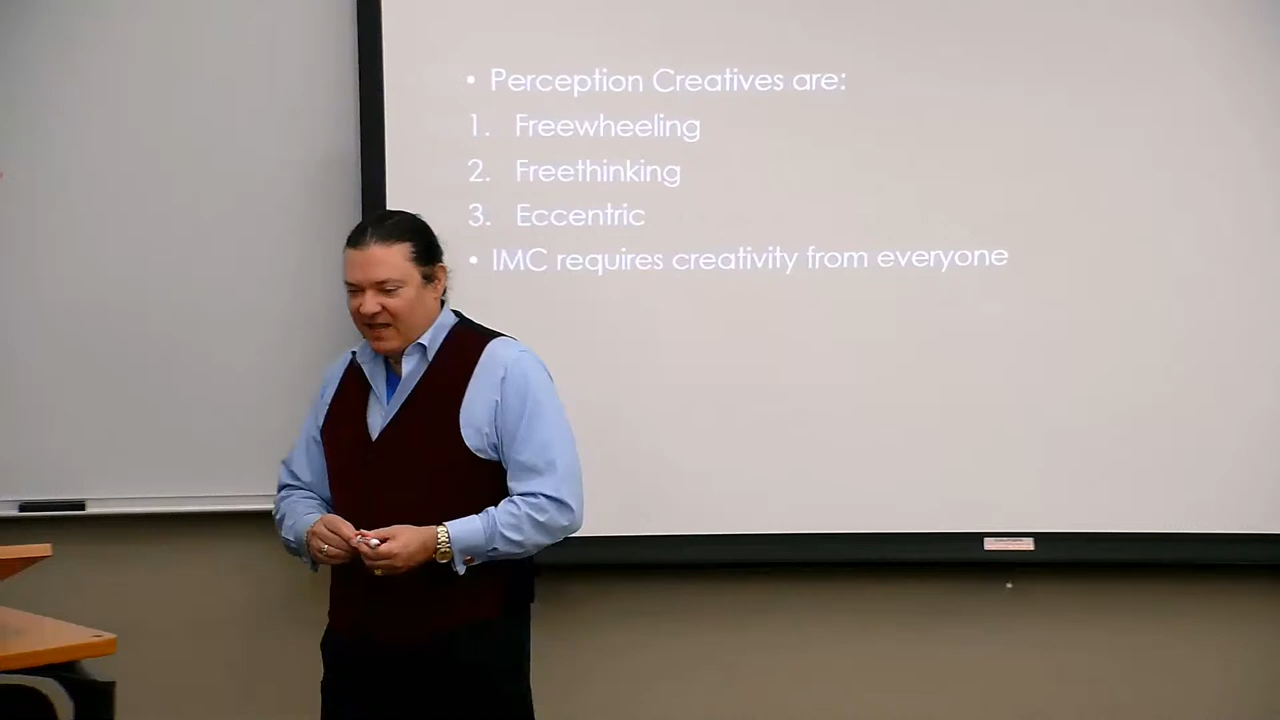 • Perception Creatives are:
1. Freewheeling
2. Freethinking
3. Eccentric
• IMC requires creativity from everyone